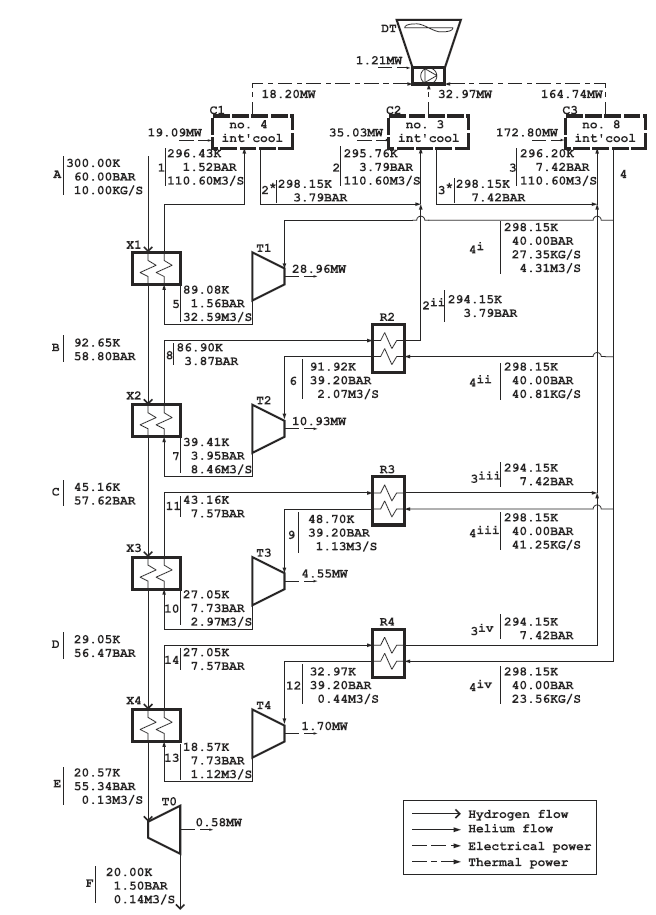 DT
1.21MW
18.20MW
32.97MW
164.74MW
C1
C2
C3
no. 4
int'cool
no. 3
int'cool
no. 8
int'cool
19.09MW
35.03MW
172.80MW
A
300.00K
60.00BAR
10.00KG/S
1
296.43K
1.52BAR
110.60M3/S
2
295.76K
3.79BAR
110.60M3/S
3
296.20K
7.42BAR
110.60M3/S
4
2*
298.15K
3.79BAR
3*
298.15K
7.42BAR
X1
T1
28.96MW
4i
298.15K
40.00BAR
27.35KG/S
4.31M3/S
5
89.08K
1.56BAR
32.59M3/S
2ii
294.15K
3.79BAR
B
92.65K
58.80BAR
8
86.90K
3.87BAR
R2
6
91.92K
39.20BAR
2.07M3/S
4ii
298.15K
40.00BAR
40.81KG/S
X2
T2
10.93MW
7
39.41K
3.95BAR
8.46M3/S
C
45.16K
57.62BAR
11
43.16K
7.57BAR
R3
3iii
294.15K
7.42BAR
9
48.70K
39.20BAR
1.13M3/S
4iii
298.15K
40.00BAR
41.25KG/S
X3
T3
4.55MW
10
27.05K
7.73BAR
2.97M3/S
D
29.05K
56.47BAR
14
27.05K
7.57BAR
R4
3iv
294.15K
7.42BAR
12
32.97K
39.20BAR
0.44M3/S
4iv
298.15K
40.00BAR
23.56KG/S
X4
T4
1.70MW
13
18.57K
7.73BAR
1.12M3/S
E
20.57K
55.34BAR
0.13M3/S
T0
0.58MW
F
20.00K
1.50BAR
0.14M3/S
Hydrogen flow
Helium flow
Electrical power
Thermal power